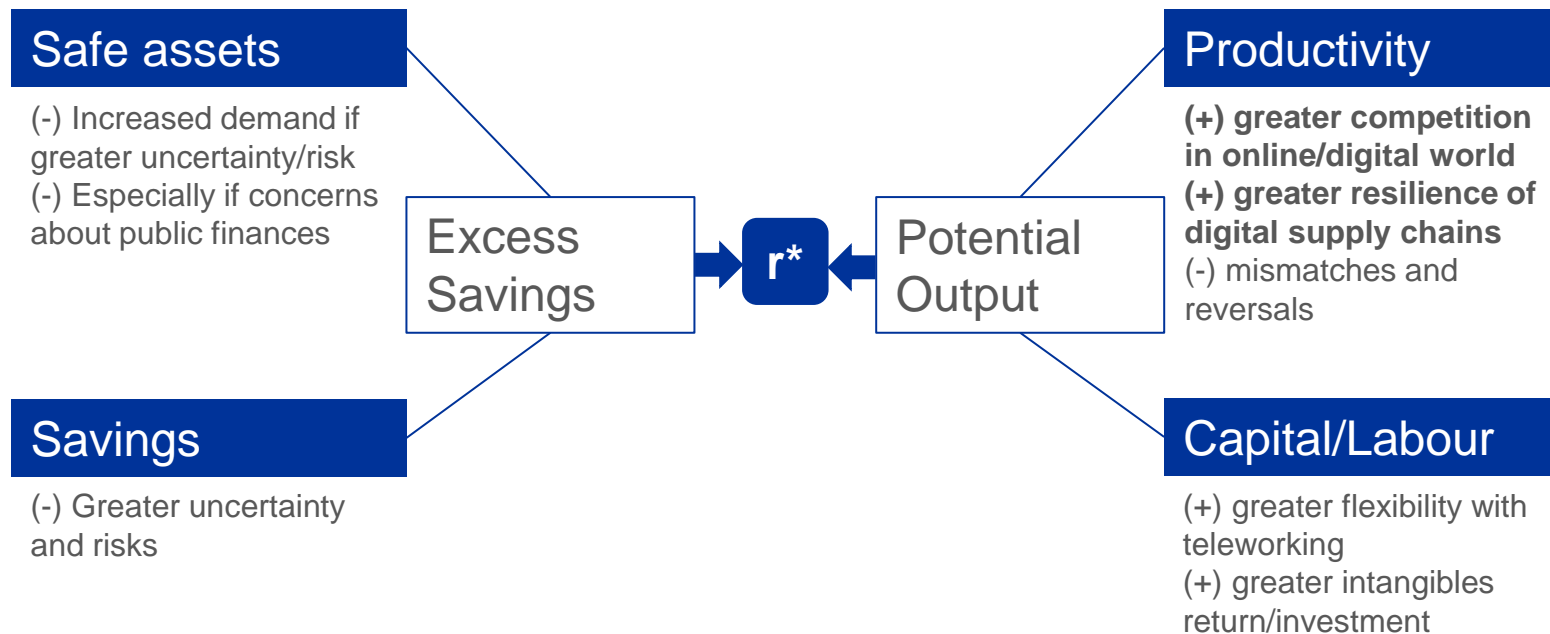 Safe assets
(-) Increased demand if
greater uncertainty/risk
(-) Especially if concerns
about public finances
Savings
(-) Greater uncertainty
and risks
Excess
Savings
r*
Potential
Output
Productivity
(+) greater competition
in online/digital world
(+) greater resilience of
digital supply chains
(-) mismatches and
reversals
Capital/Labour
(+) greater flexibility with
teleworking
(+) greater intangibles
return/investment